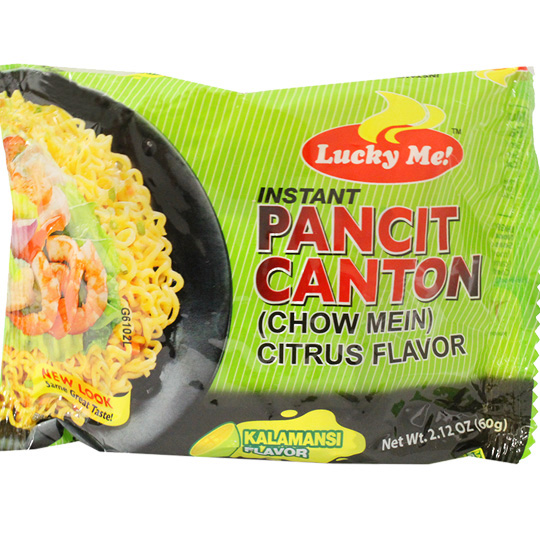 Lucky Me!
TM
INSTANT
PANCIT
CANTON
(CHOW MEIN)
CITRUS FLAVOR
G6102
NEW LOOK
Same Great Taste!
KALAMANSI
FLAVOR
Net Wt. 2.12 OZ (60g)